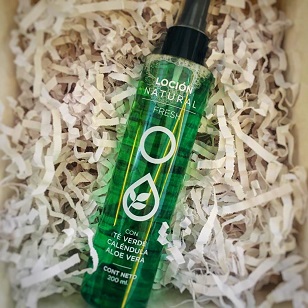 LOCIÓN
NATURAL
FRESH
CON
TÉ VERDE
CALÉNDULA
ALOE VERA
CONT NETO
200 ml.